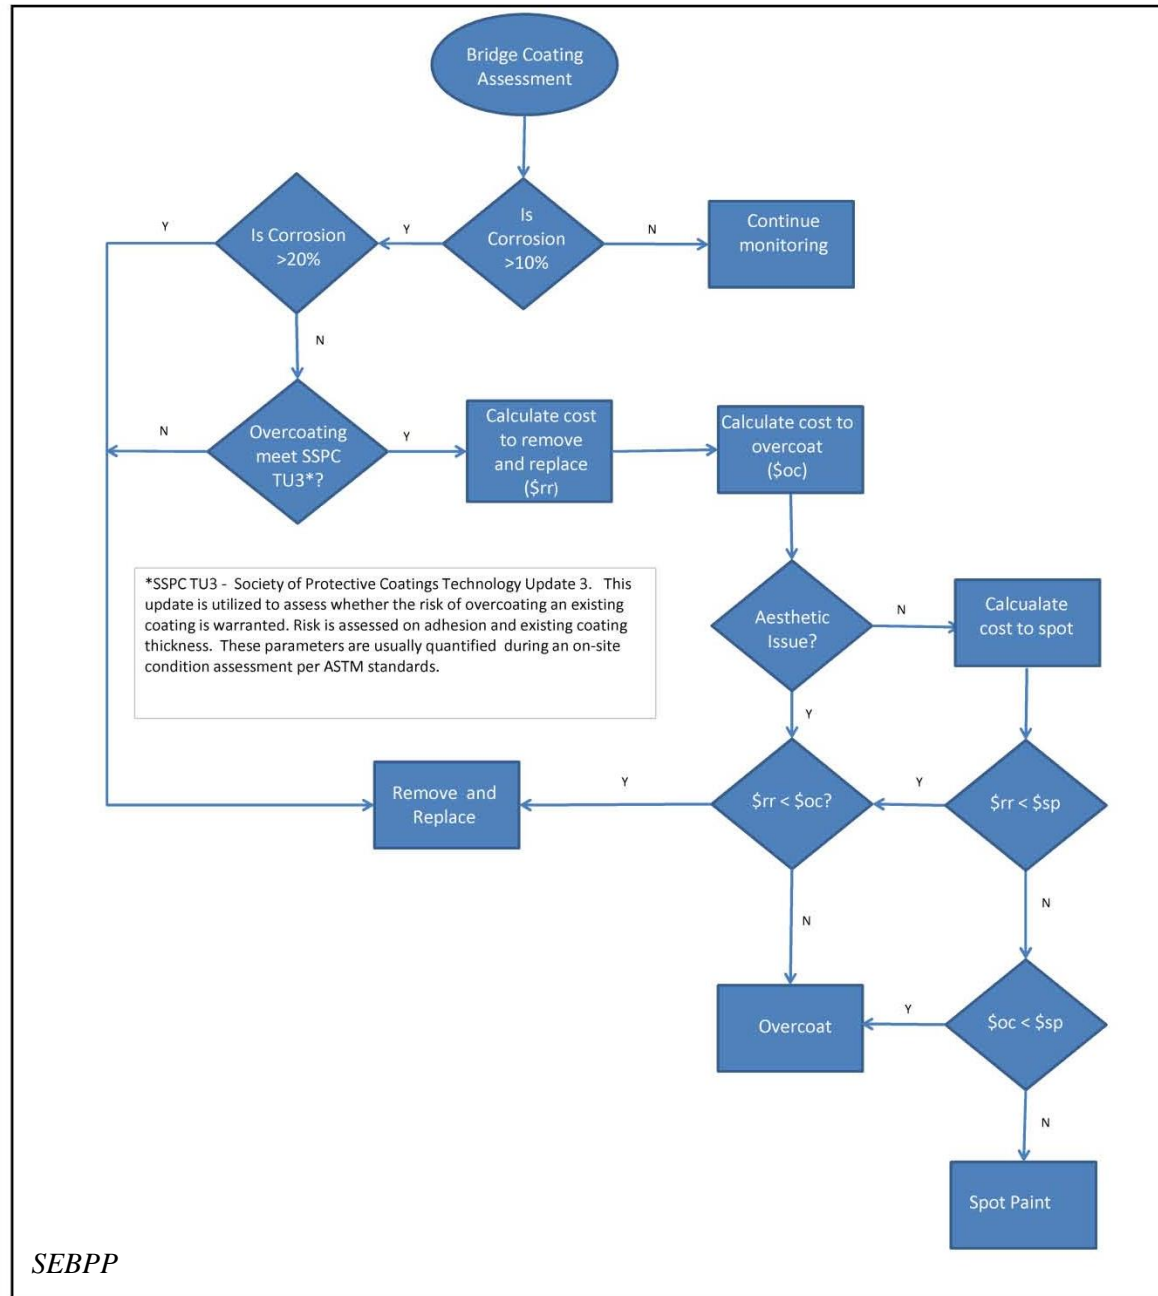 Bridge Coating
Assessment
Is
Corrosion
>10%
Y
N
Continue
monitoring
Is Corrosion
>20%
Y
N
Overcoating
meet SSPC
TU3*?
N
Y
Calculate cost
to remove
and replace
($rr)
Calculate cost to
overcoat
($oc)
*SSPC TU3 - Society of Protective Coatings Technology Update 3. This
update is utilized to assess whether the risk of overcoating an existing
coating is warranted. Risk is assessed on adhesion and existing coating
thickness. These parameters are usually quantified during an on-site
condition assessment per ASTM standards.
Aesthetic
Issue?
N
Y
Calcualate
cost to spot
Remove and
Replace
Y
$rr < $oc?
Y
$rr < $sp
N
N
Overcoat
Y
$oc < $sp
N
Spot Paint
SEBPP